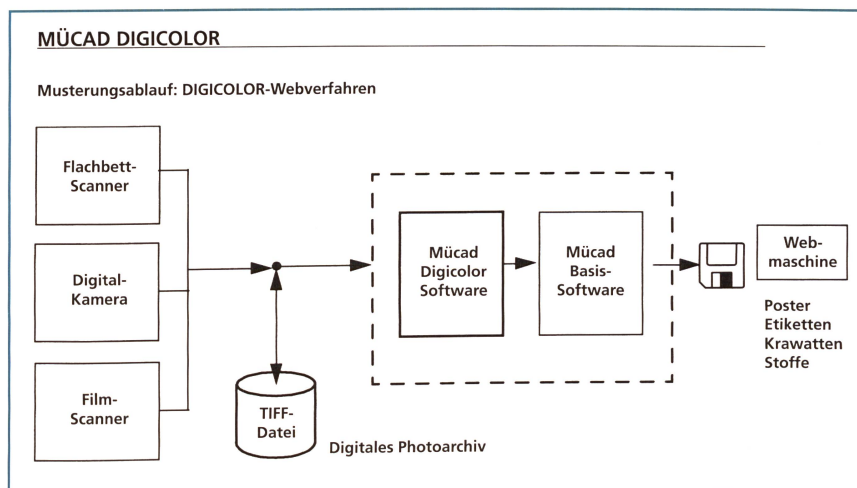 MÜCAD DIGICOLOR
Musterungsablauf: DIGICOLOR-Webverfahren
Flachbett-
Scanner
Digital-
Kamera
Film-
Scanner
TIFF-
Datei
Digitales Photoarchiv
Mücad
Digicolor
Software
Mücad
Basis-
Software
Web-
maschine
Poster
Etiketten
Krawatten
Stoffe